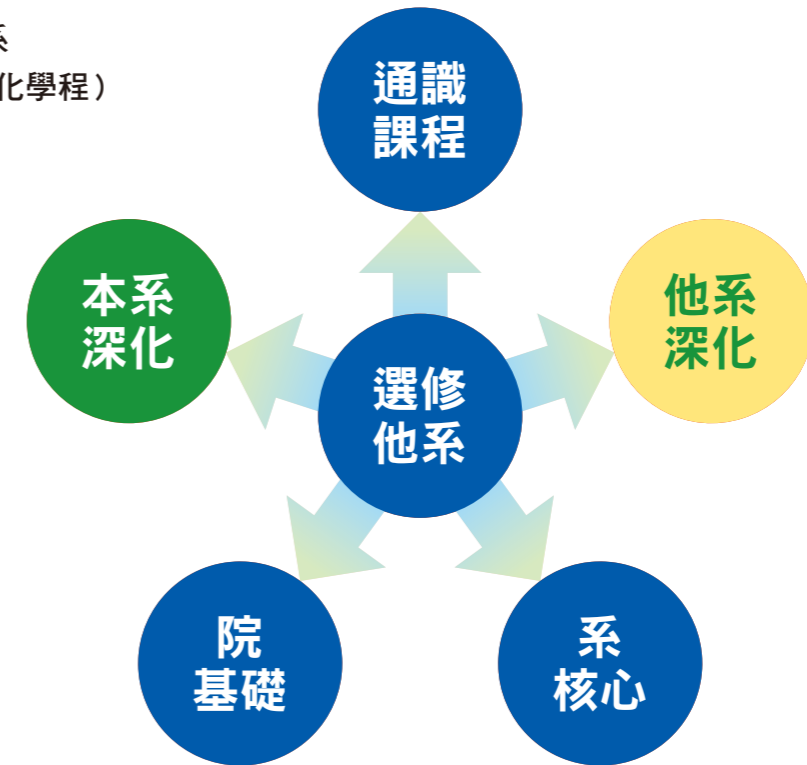 系
化學程）
通識
課程
本系
深化
他系
深化
選修
他系
院
基礎
系
核心